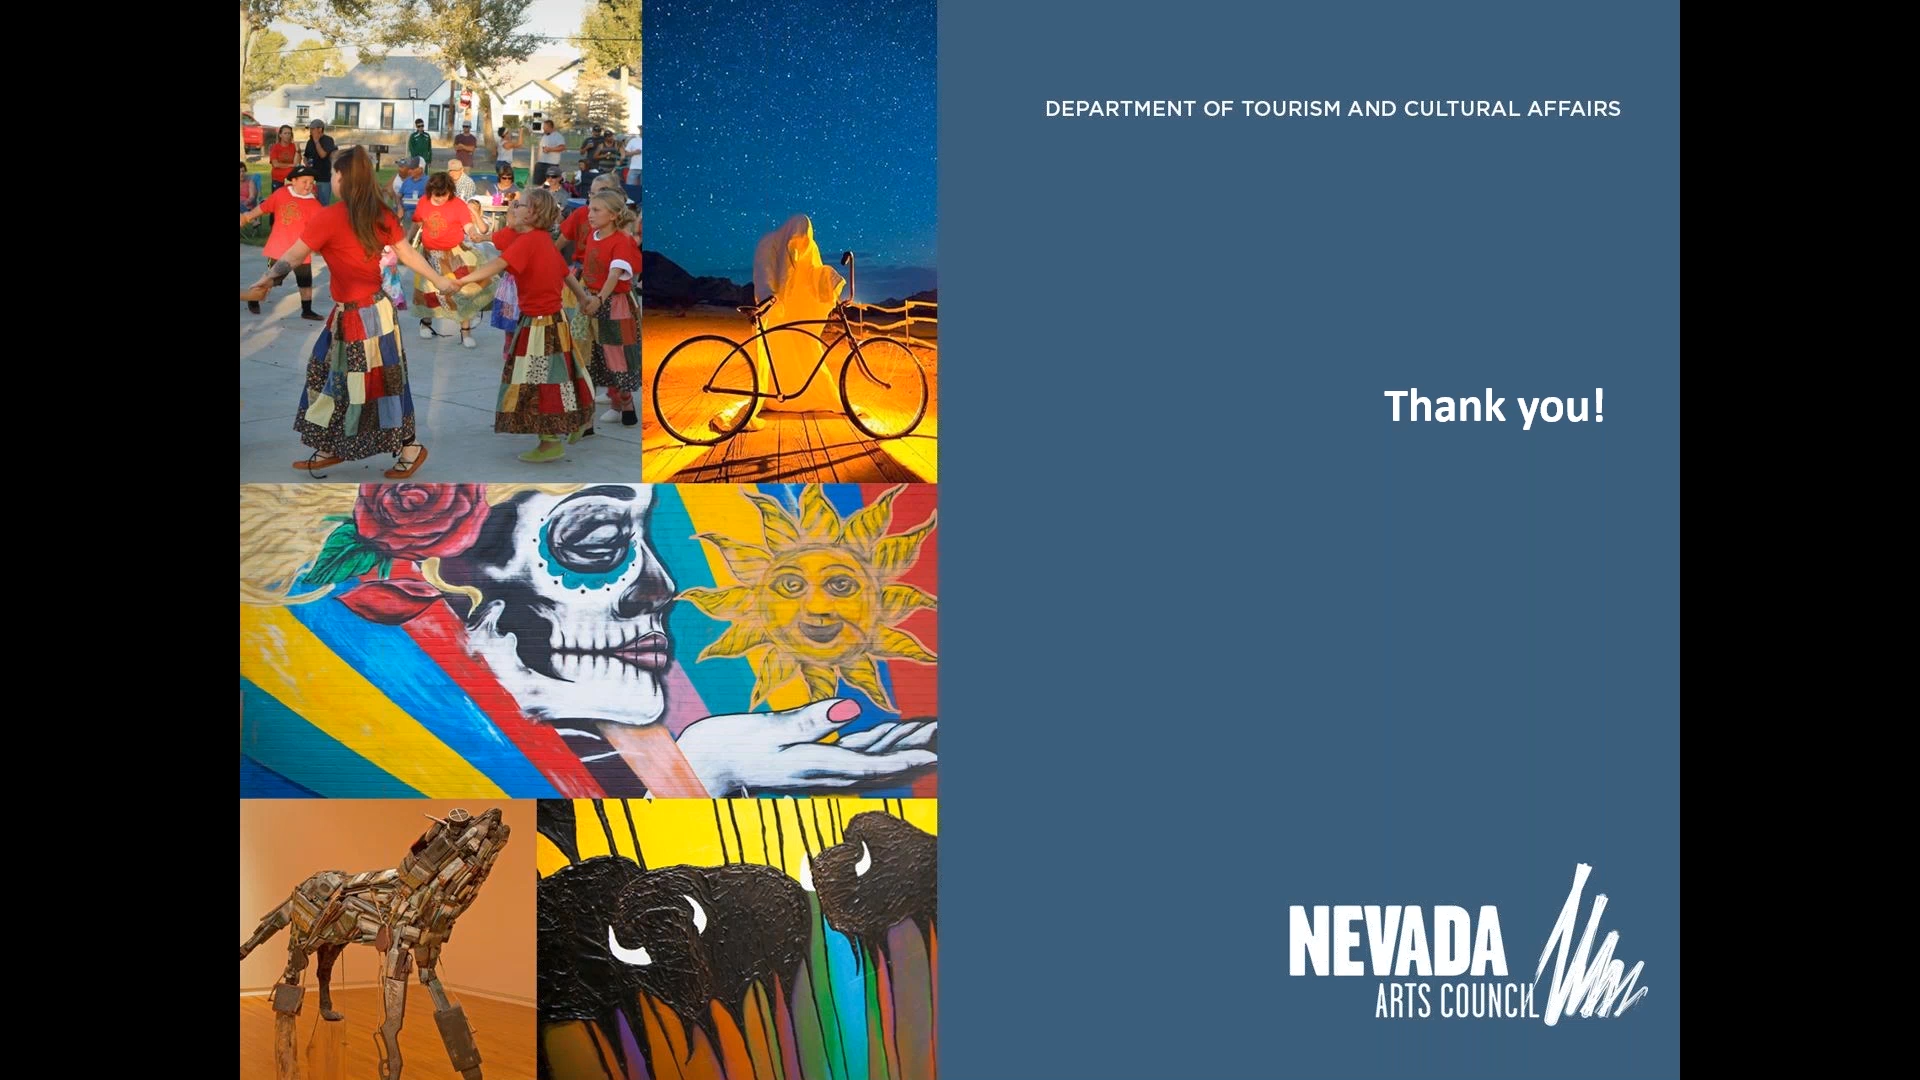 DEPARTMENT OF TOURISM AND CULTURAL AFFAIRS
Thank you!
NEVADA
ARTS COUNCIL